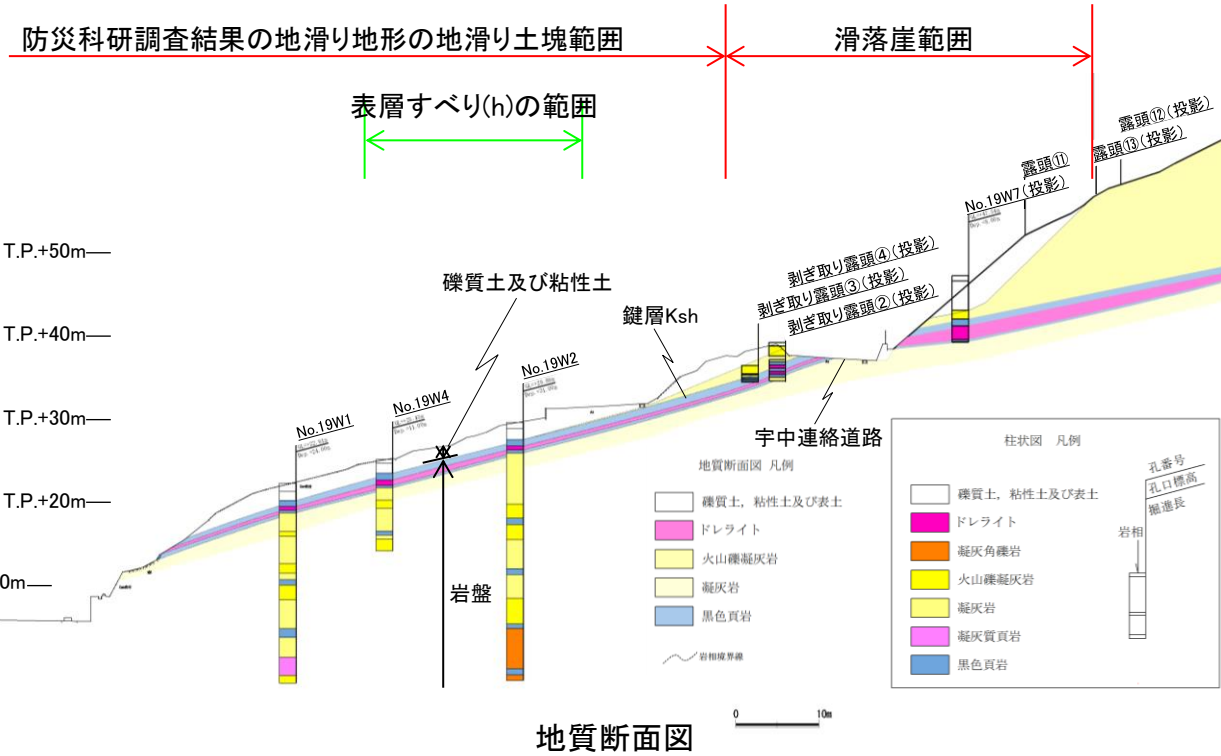 防災科研調査結果の地滑り地形の地滑り土塊範囲
滑落崖範囲
表層すべり(h)の範囲
露頭⑫(投影)
露頭⑬(投影)
露頭⑪
No.19W7(投影)
T.P.+50m
剥ぎ取り露頭④(投影)
剥ぎ取り露頭③(投影)
剥ぎ取り露頭②(投影)
礫質土及び粘性土
鍵層Ksh
T.P.+40m
No.19W2
No.19W4
No.19W1
T.P.+30m
宇中連絡道路
T.P.+20m
0m
岩盤
地質断面図 凡例
礫質土，粘性土及び表土
ドレライト
火山礫凝灰岩
凝灰岩
黒色頁岩
岩相境界線
柱状図 凡例
礫質土，粘性土及び表土
ドレライト
凝灰角礫岩
火山礫凝灰岩
凝灰岩
凝灰質頁岩
黒色頁岩
孔番号
孔口標高
掘進長
岩相
0 10m
地質断面図